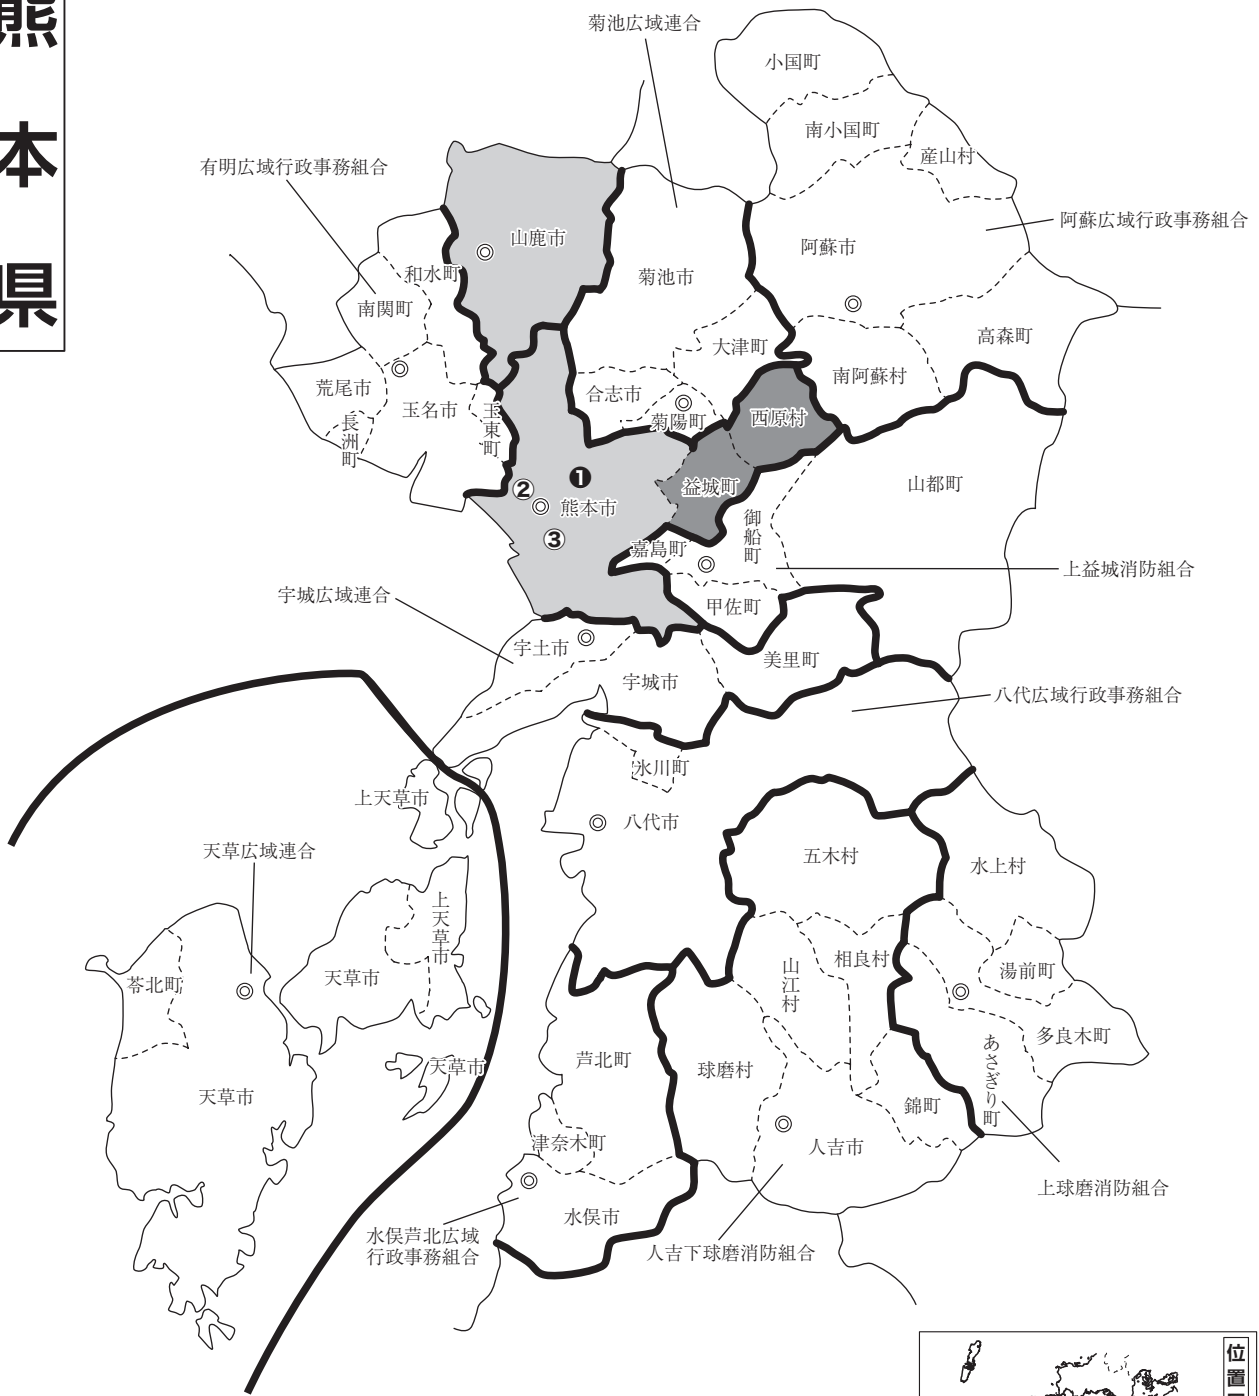 熊本県
菊池広域連合
小国町
南小国町
産山村
有明広域行政事務組合
阿蘇広域行政事務組合
山鹿市
阿蘇市
和水町
菊池市
南関町
高森町
大津町
南阿蘇村
荒尾市
合志市
玉名市
玉東町
菊陽町
西原村
長洲町
❶
山都町
益城町
②
熊本市
御船町
③
嘉島町
上益城消防組合
宇城広域連合
甲佐町
宇土市
美里町
宇城市
八代広域行政事務組合
氷川町
上天草市
八代市
天草広域連合
五木村
水上村
上天草市
相良村
湯前町
天草市
苓北町
山江村
多良木町
あさぎり町
芦北町
天草市
球磨村
天草市
錦町
津奈木町
人吉市
上球磨消防組合
水俣市
水俣芦北広域
行政事務組合
人吉下球磨消防組合
位置